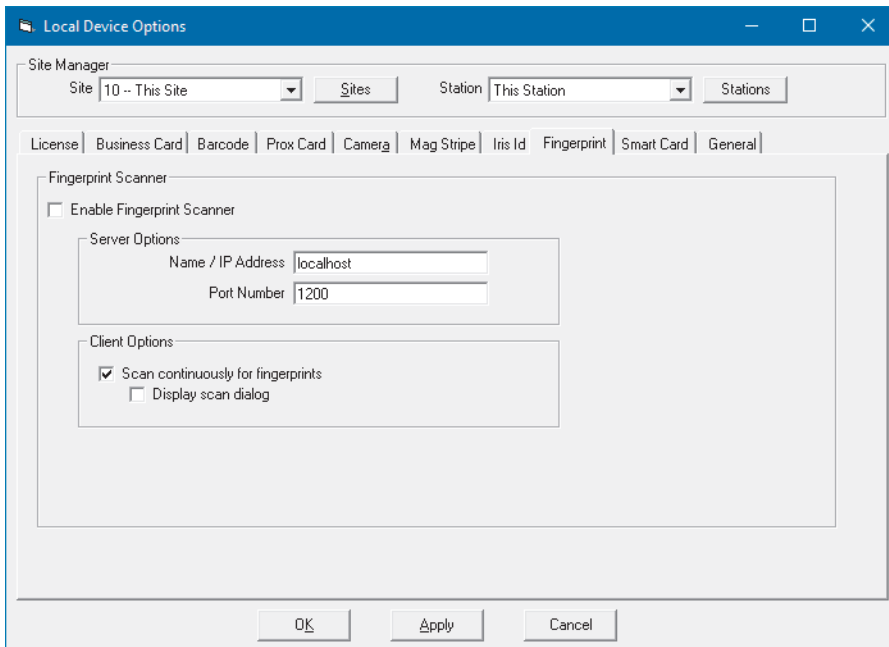 Local Device Options
Site Manager
Site 10 -- This Site Sites Station This Station Stations
License Business Card Barcode Prox Card Camera Mag Stripe Iris Id Fingerprint Smart Card General
Fingerprint Scanner
Enable Fingerprint Scanner
Server Options
Name / IP Address localhost
Port Number 1200
Client Options
Scan continuously for fingerprints
Display scan dialog
OK Apply Cancel